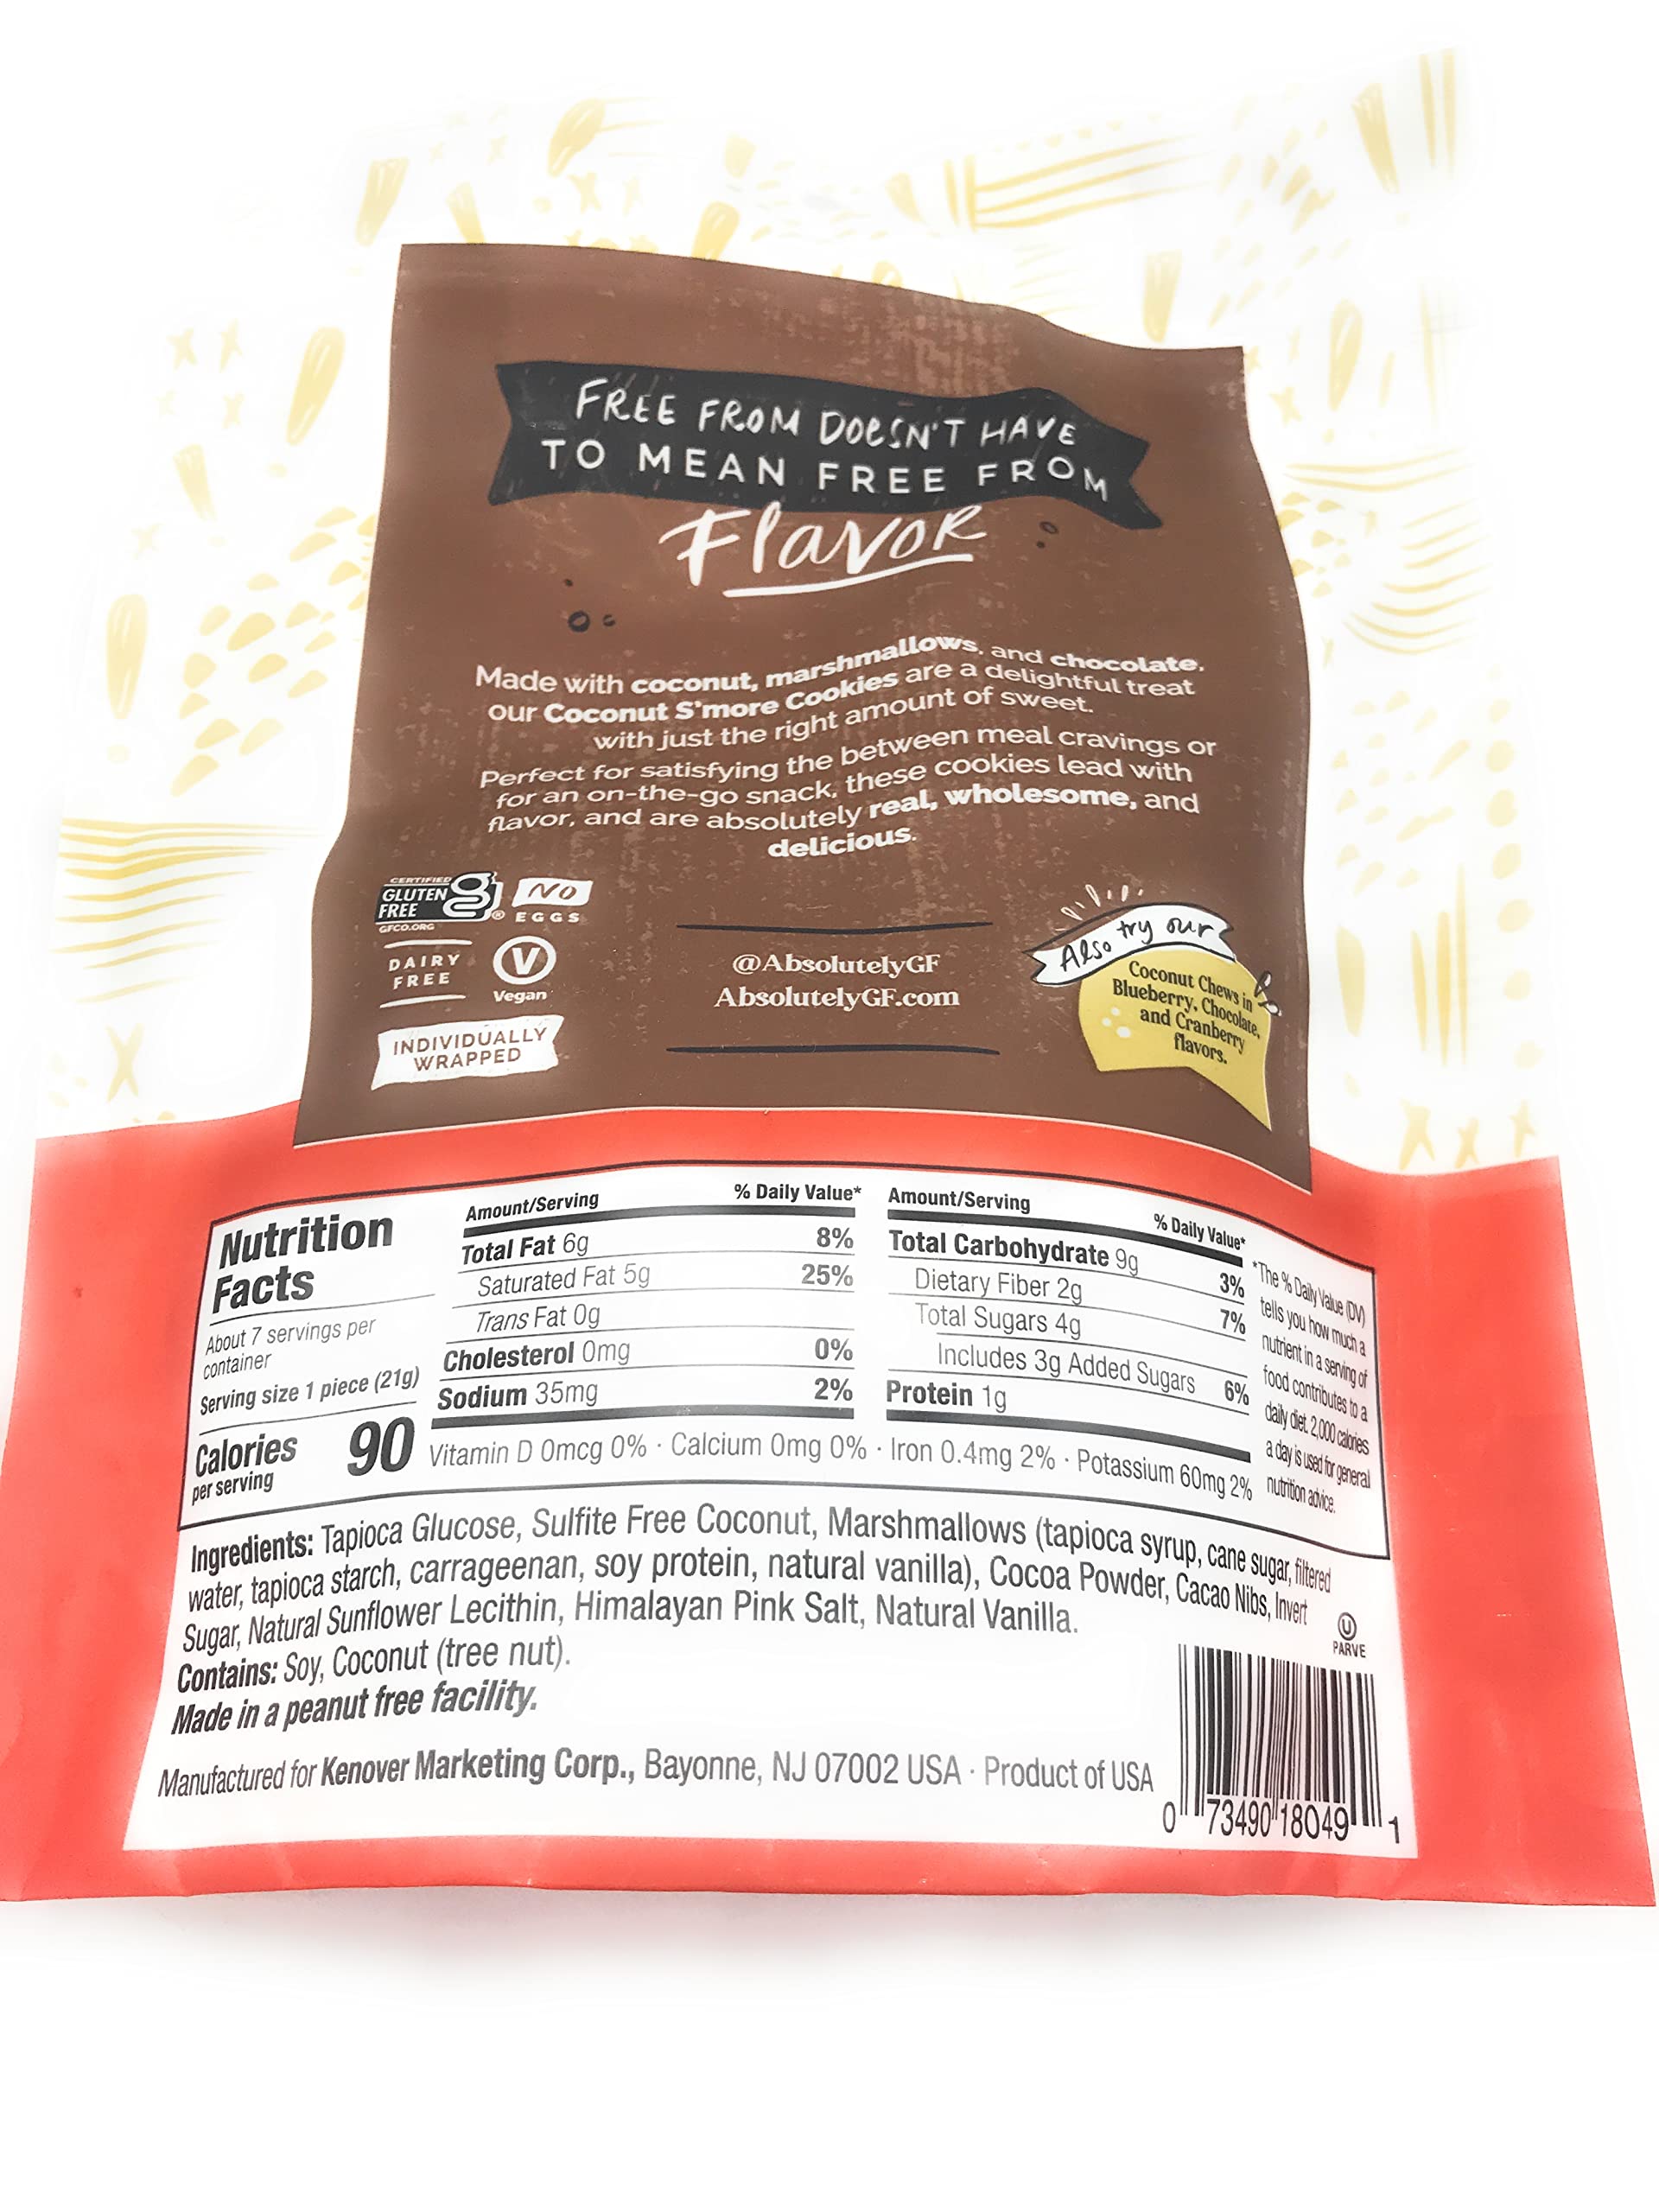 FREE FROM DOESN'T HAVE
TO MEAN FREE FROM
Flavor
Made with coconut, marshmallows, and chocolate,
our Coconut S'more Cookies are a delightful treat
with just the right amount of sweet.
Perfect for satisfying the between meal cravings or
for an on-the-go snack, these cookies lead with
flavor, and are absolutely real, wholesome, and
delicious.
CERTIFIED
GLUTEN
FREE
®
GFCO.ORG
NO
EGGS
DAIRY
FREE
V
Vegan
INDIVIDUALLY
WRAPPED
@AbsolutelyGF
AbsolutelyGF.com
Also try our
Coconut Chews in
Blueberry, Chocolate,
and Cranberry
flavors.
Nutrition
Facts
About 7 servings per
container
Serving size 1 piece (21g)
Calories 90
per serving
Amount/Serving % Daily Value*
Total Fat 6g 8%
Saturated Fat 5g 25%
Trans Fat 0g
Cholesterol 0mg 0%
Sodium 35mg 2%
Amount/Serving % Daily Value*
Total Carbohydrate 9g 3%
Dietary Fiber 2g 7%
Total Sugars 4g
Includes 3g Added Sugars 6%
Protein 1g
Vitamin D 0mcg 0% · Calcium 0mg 0% · Iron 0.4mg 2% · Potassium 60mg 2%
*The % Daily Value (DV)
tells you how much a
nutrient in a serving of
food contributes to a
daily diet. 2,000 calories
a day is used for general
nutrition advice.
Ingredients: Tapioca Glucose, Sulfite Free Coconut, Marshmallows (tapioca syrup, cane sugar, filtered
water, tapioca starch, carrageenan, soy protein, natural vanilla), Cocoa Powder, Cacao Nibs, Invert
Sugar, Natural Sunflower Lecithin, Himalayan Pink Salt, Natural Vanilla.
Contains: Soy, Coconut (tree nut).
Made in a peanut free facility.
U
PARVE
Manufactured for Kenover Marketing Corp., Bayonne, NJ 07002 USA · Product of USA
0 73490 18049 1